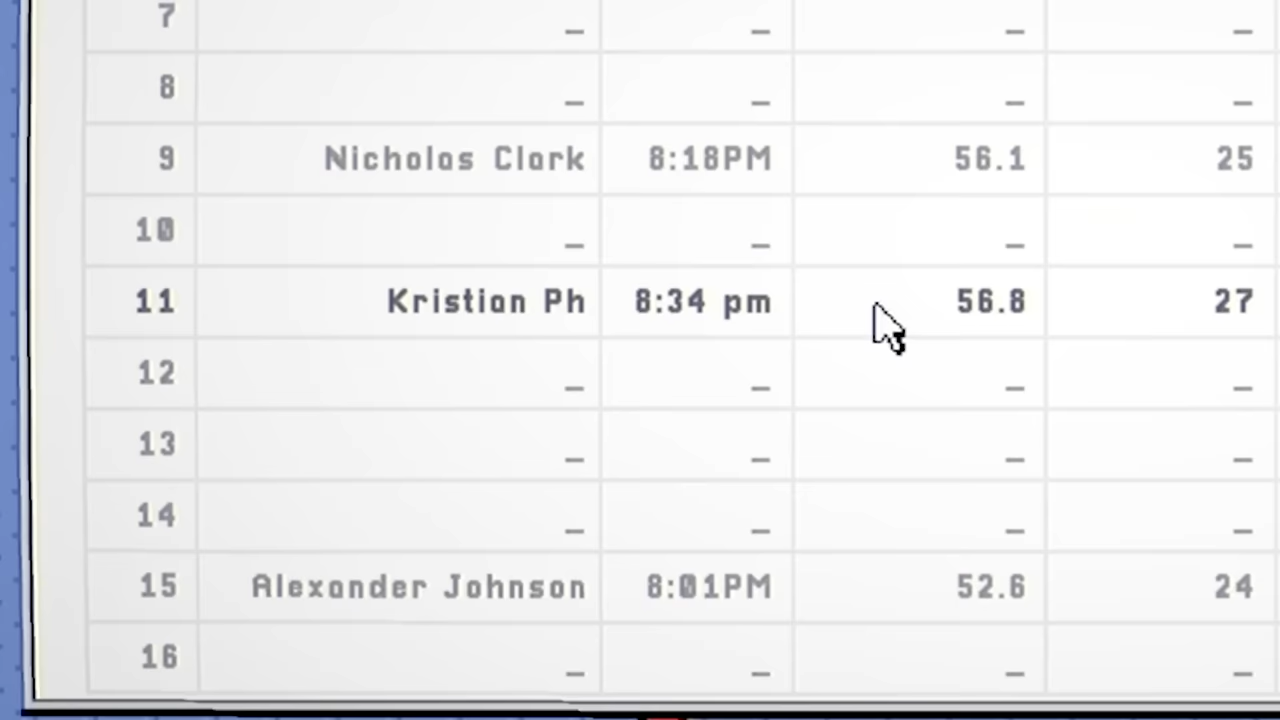 7 _ _ _ _
8 _ _ _ _
9 Nicholas Clark 8:18PM 56.1 25
10 _ _ _ _
11 Kristian Ph 8:34 pm 56.8 27
12 _ _ _ _
13 _ _ _ _
14 _ _ _ _
15 Alexander Johnson 8:01PM 52.6 24
16 _ _ _ _